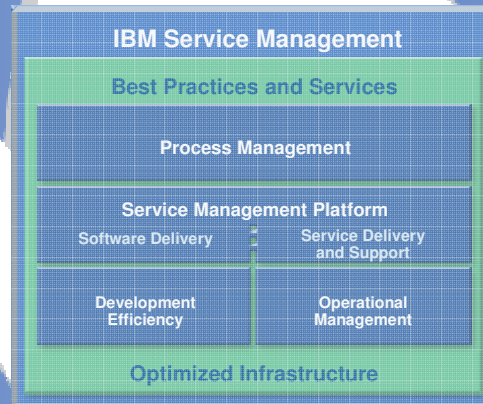 IBM Service Management
Best Practices and Services
Process Management
Service Management Platform
Software Delivery
Service Delivery
and Support
Development
Efficiency
Operational
Management
Optimized Infrastructure